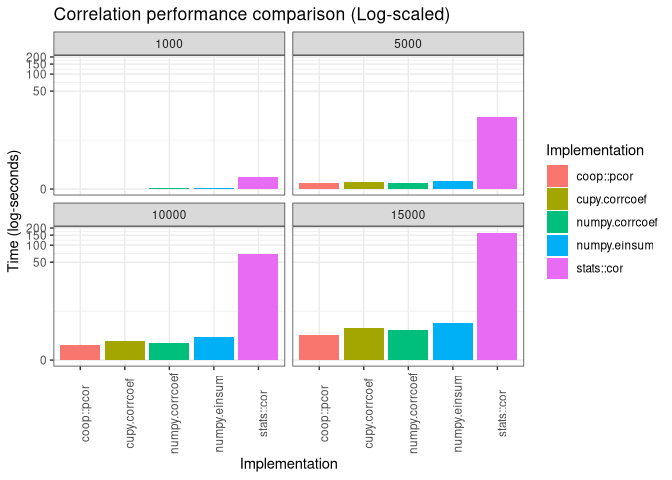 Correlation performance comparison (Log-scaled)
1000
5000
200
150
100
50
0
10000
15000
200
150
100
50
0
Time (log-seconds)
coop::pcor
cupy.corrcoef
numpy.corrcoef
numpy.einsum
stats::cor
coop::pcor
cupy.corrcoef
numpy.corrcoef
numpy.einsum
stats::cor
Implementation
Implementation
coop::pcor
cupy.corrcoef
numpy.corrcoef
numpy.einsum
stats::cor